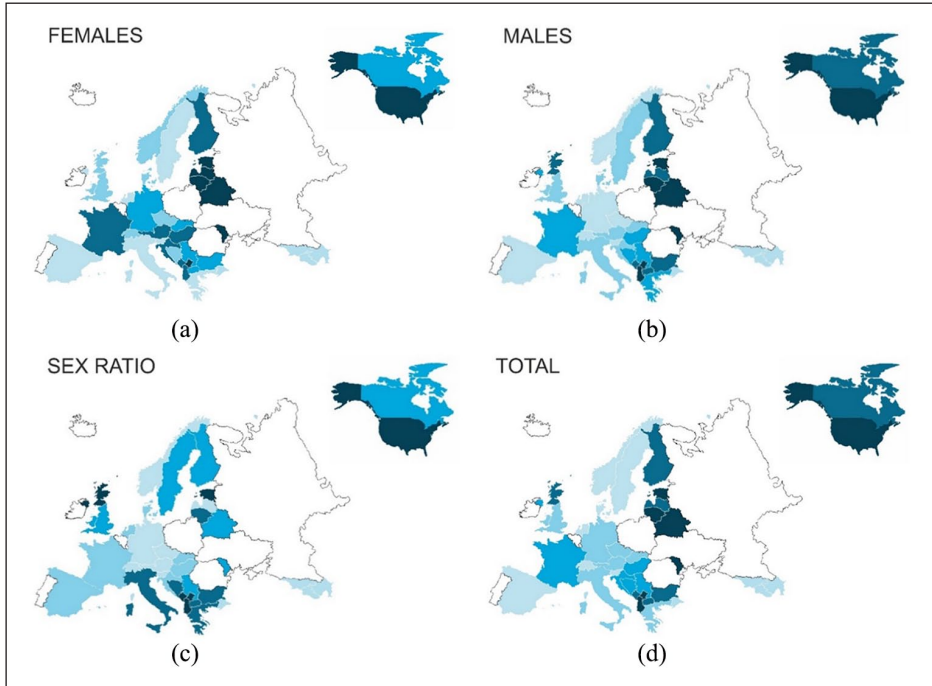 FEMALES
MALES
(a)
(b)
SEX RATIO
TOTAL
(c)
(d)